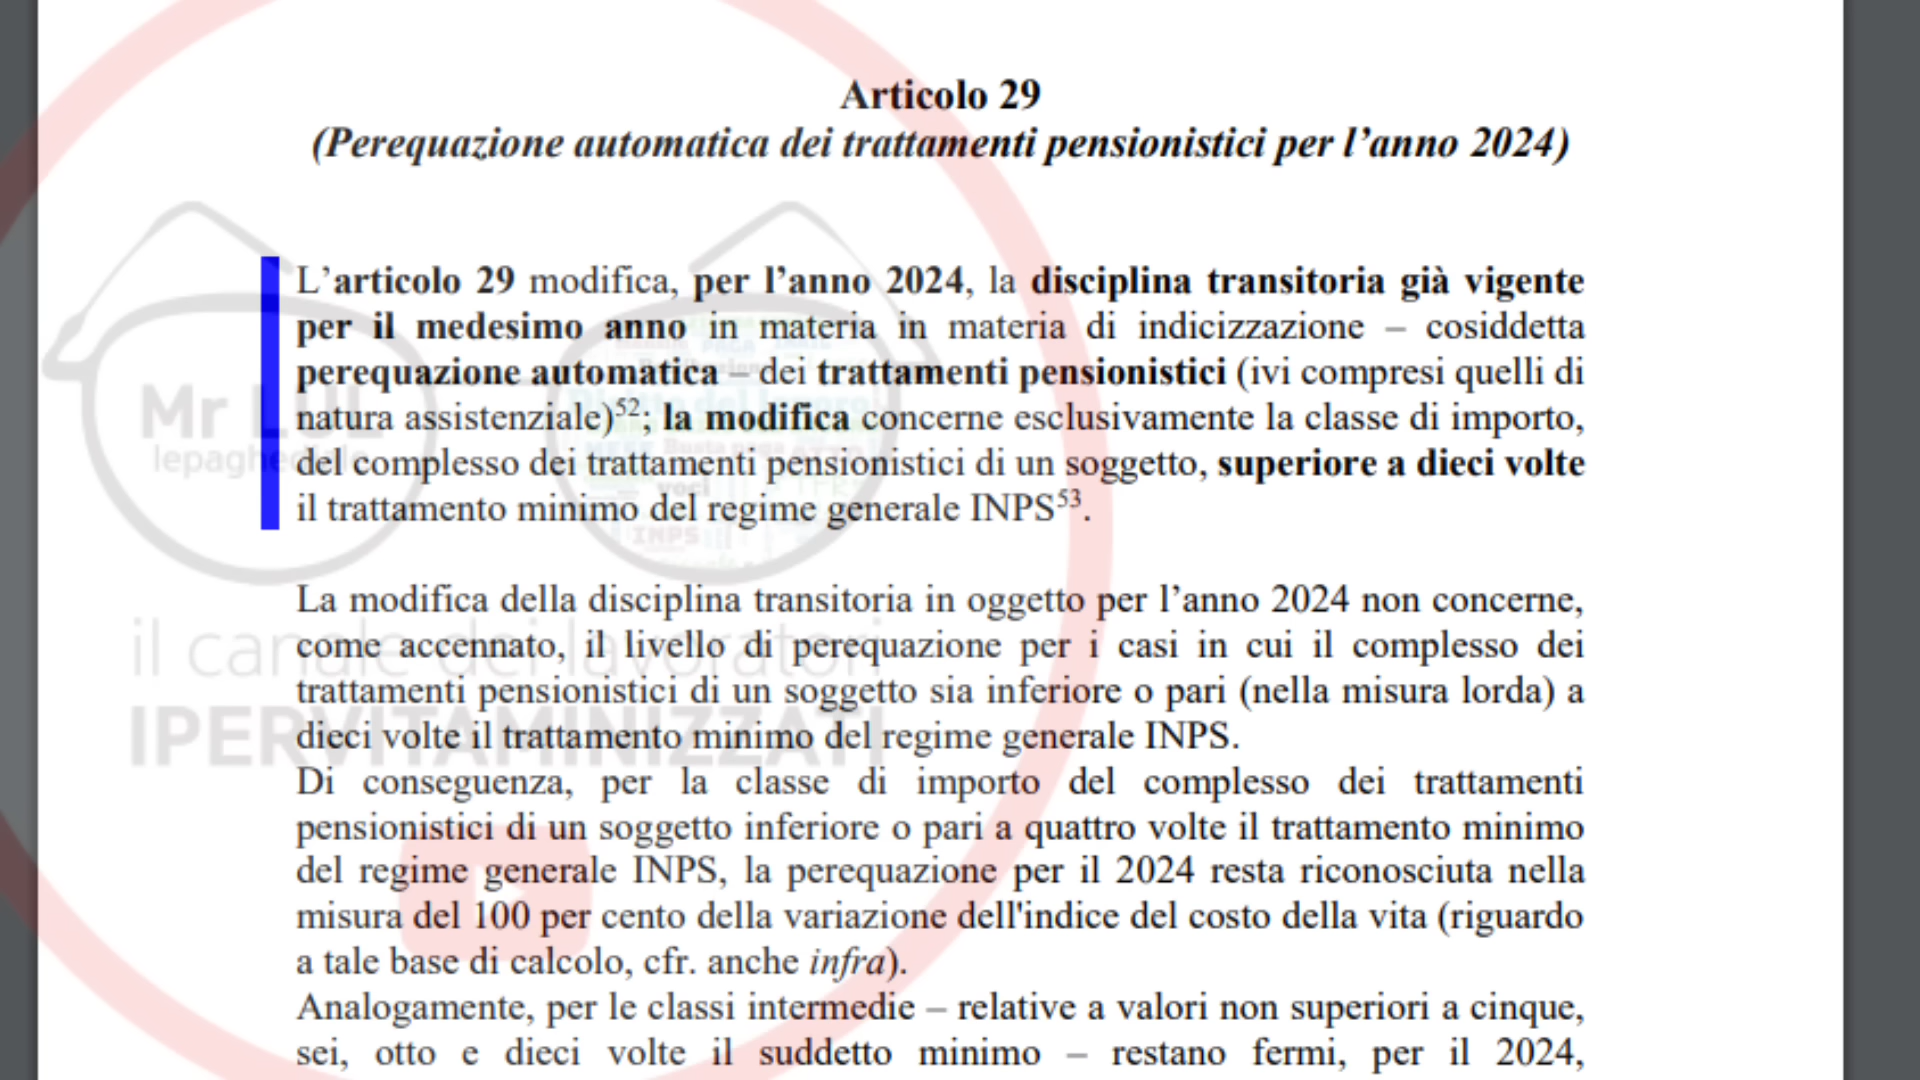 Articolo 29
(Perequazione automatica dei trattamenti pensionistici per l’anno 2024)
L’articolo 29 modifica, per l’anno 2024, la disciplina transitoria già vigente
per il medesimo anno in materia in materia di indicizzazione – cosiddetta
perequazione automatica – dei trattamenti pensionistici (ivi compresi quelli di
natura assistenziale)52; la modifica concerne esclusivamente la classe di importo,
del complesso dei trattamenti pensionistici di un soggetto, superiore a dieci volte
il trattamento minimo del regime generale INPS53.
La modifica della disciplina transitoria in oggetto per l’anno 2024 non concerne,
come accennato, il livello di perequazione per i casi in cui il complesso dei
trattamenti pensionistici di un soggetto sia inferiore o pari (nella misura lorda) a
dieci volte il trattamento minimo del regime generale INPS.
Di conseguenza, per la classe di importo del complesso dei trattamenti
pensionistici di un soggetto inferiore o pari a quattro volte il trattamento minimo
del regime generale INPS, la perequazione per il 2024 resta riconosciuta nella
misura del 100 per cento della variazione dell'indice del costo della vita (riguardo
a tale base di calcolo, cfr. anche infra).
Analogamente, per le classi intermedie – relative a valori non superiori a cinque,
sei, otto e dieci volte il suddetto minimo – restano fermi, per il 2024,
Mr LUL
lepaghediale
il canale dei lavoratori
IPERVITAMINIZZATI
INPS